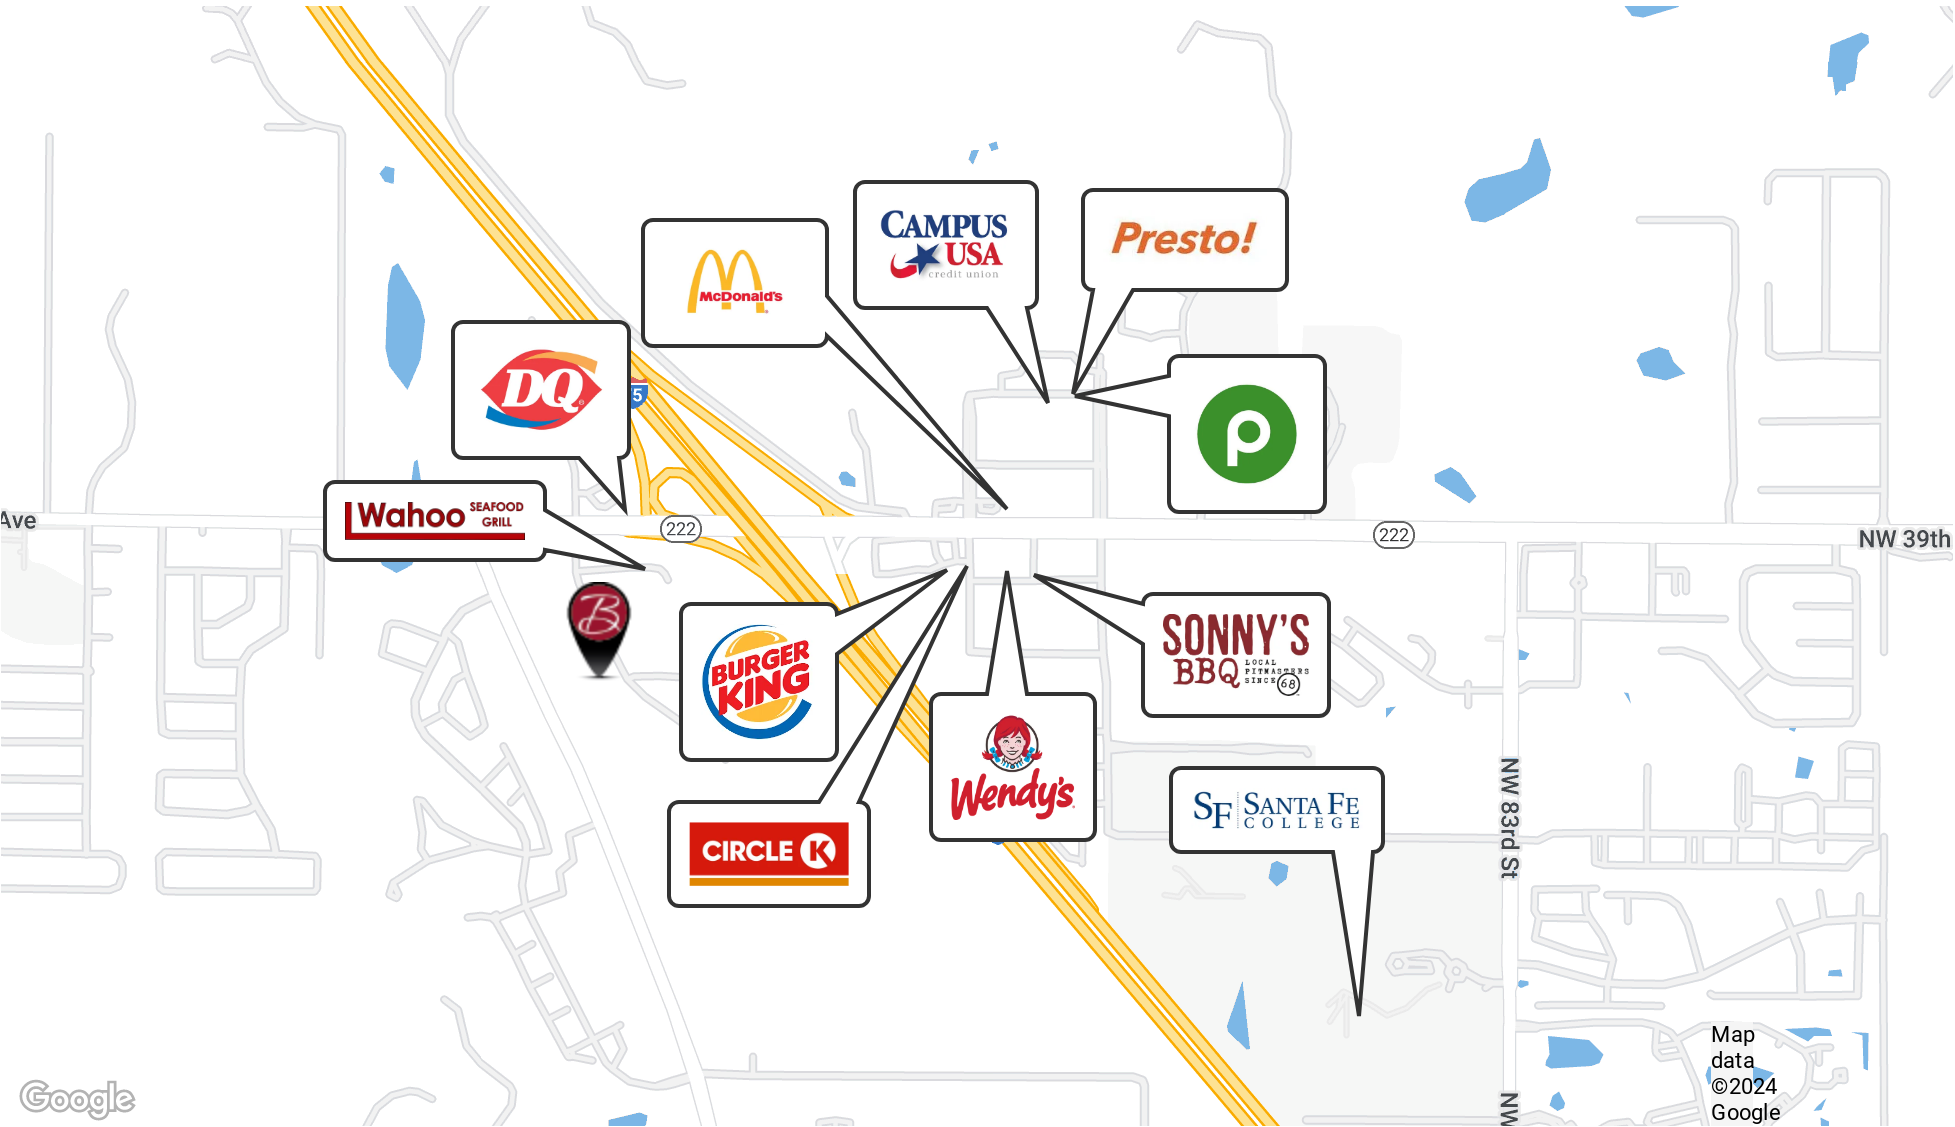 CAMPUS
USA
credit union
Presto!
McDonald's
DQ
5
P
Wahoo
SEAFOOD
GRILL
Ave
222
222
NW 39th
B
BURGER
KING
SONNY'S
BBQ
LOCAL
PITMASTERS
SINCE 68
Wendy's
SF SANTA FE
COLLEGE
CIRCLE K
NW 83rd St
NW
Map
data
©2024
Google
Google